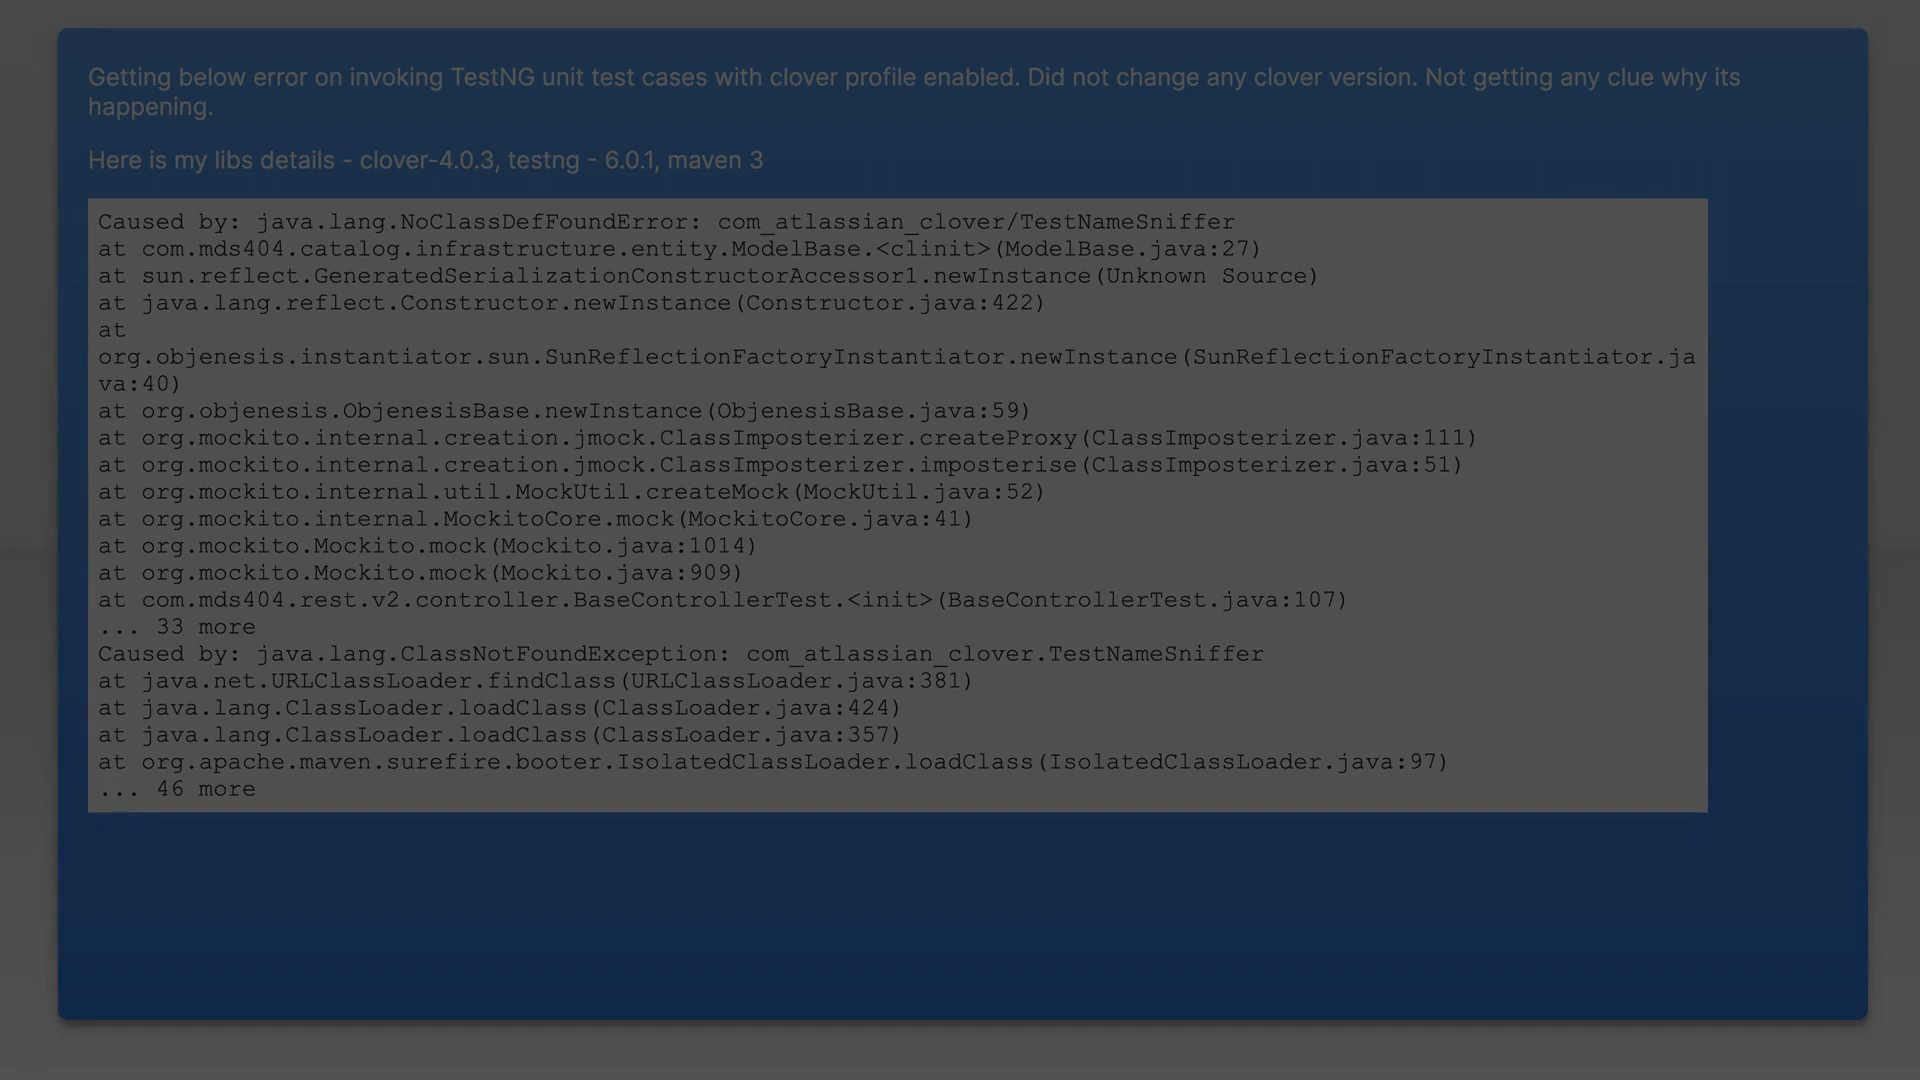 Getting below error on invoking TestNG unit test cases with clover profile enabled. Did not change any clover version. Not getting any clue why its
happening.
Here is my libs details - clover-4.0.3, testng - 6.0.1, maven 3
Caused by: java.lang.NoClassDefFoundError: com_atlassian_clover/TestNameSniffer
at com.mds404.catalog.infrastructure.entity.ModelBase.<clinit>(ModelBase.java:27)
at sun.reflect.GeneratedSerializationConstructorAccessor1.newInstance(Unknown Source)
at java.lang.reflect.Constructor.newInstance(Constructor.java:422)
at
org.objenesis.instantiator.sun.SunReflectionFactoryInstantiator.newInstance(SunReflectionFactoryInstantiator.ja
va:40)
at org.objenesis.ObjenesisBase.newInstance(ObjenesisBase.java:59)
at org.mockito.internal.creation.jmock.ClassImposterizer.createProxy(ClassImposterizer.java:111)
at org.mockito.internal.creation.jmock.ClassImposterizer.imposterise(ClassImposterizer.java:51)
at org.mockito.internal.util.MockUtil.createMock(MockUtil.java:52)
at org.mockito.internal.MockitoCore.mock(MockitoCore.java:41)
at org.mockito.Mockito.mock(Mockito.java:1014)
at org.mockito.Mockito.mock(Mockito.java:909)
at com.mds404.rest.v2.controller.BaseControllerTest.<init>(BaseControllerTest.java:107)
... 33 more
Caused by: java.lang.ClassNotFoundException: com_atlassian_clover.TestNameSniffer
at java.net.URLClassLoader.findClass(URLClassLoader.java:381)
at java.lang.ClassLoader.loadClass(ClassLoader.java:424)
at java.lang.ClassLoader.loadClass(ClassLoader.java:357)
at org.apache.maven.surefire.booter.IsolatedClassLoader.loadClass(IsolatedClassLoader.java:97)
... 46 more